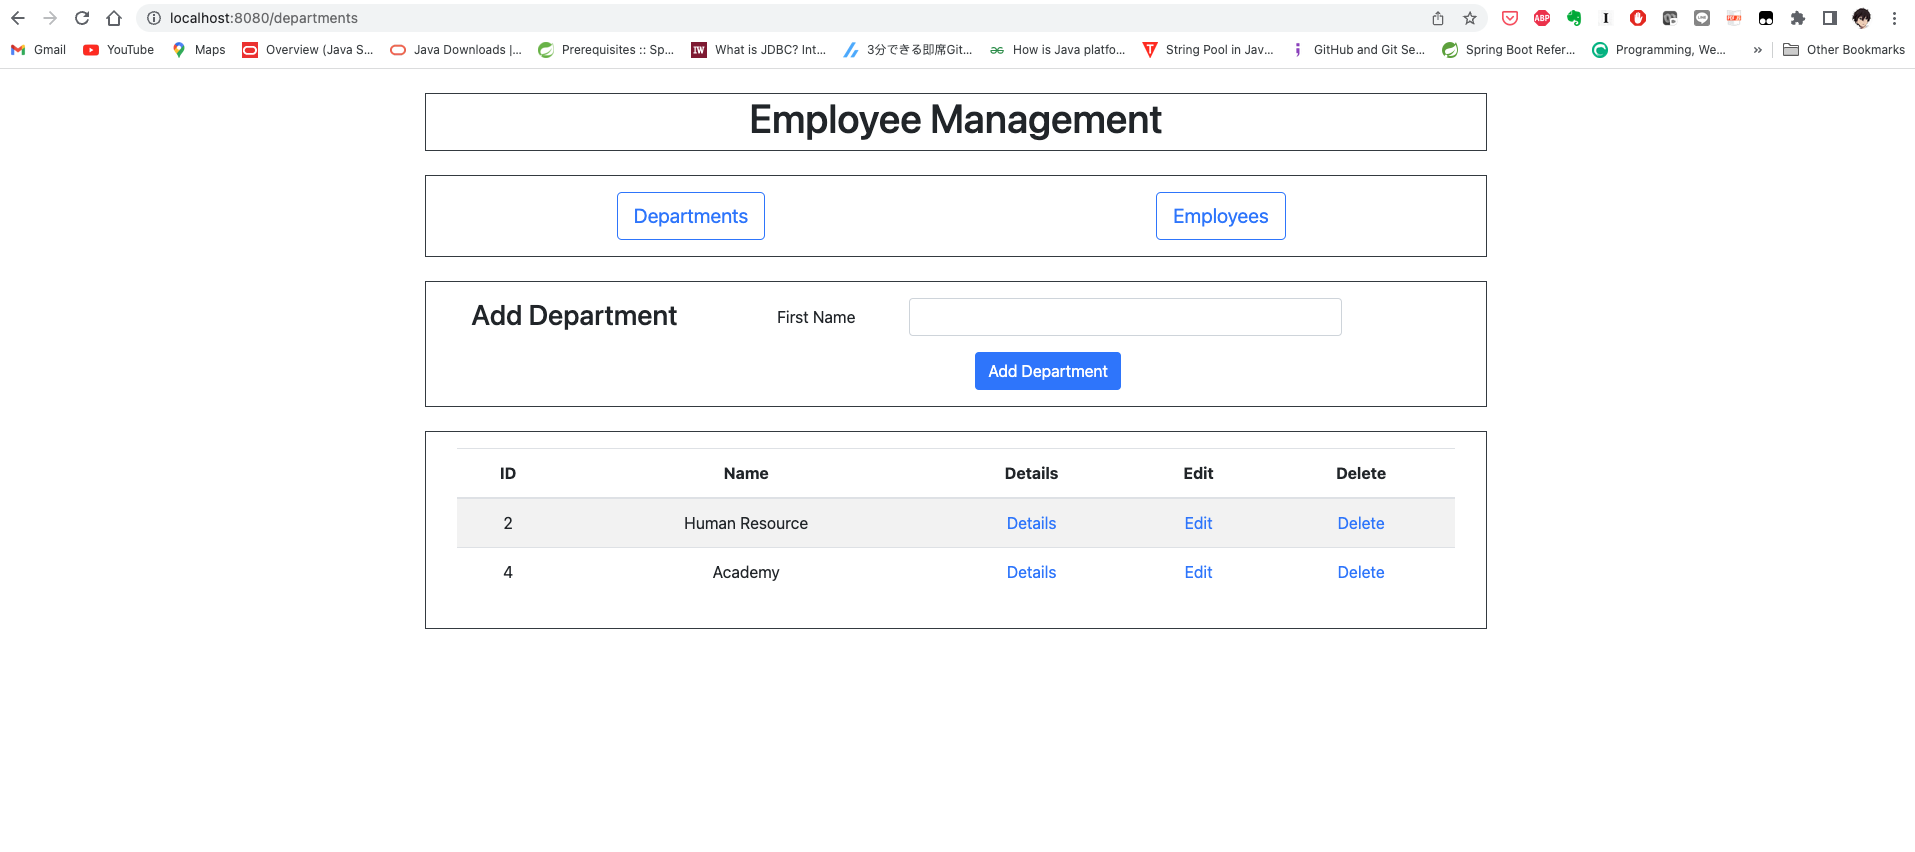 localhost:8080/departments
ABP
Gmail YouTube Maps Overview (Java S... Java Downloads |... Prerequisites :: Sp... IW What is JDBC? Int... 3分できる即席Git... How is Java platfo... String Pool in Jav... GitHub and Git Se... Spring Boot Refer... Programming, We... » Other Bookmarks
Employee Management
Departments Employees
Add Department First Name
Add Department
ID Name Details Edit Delete
2 Human Resource Details Edit Delete
4 Academy Details Edit Delete